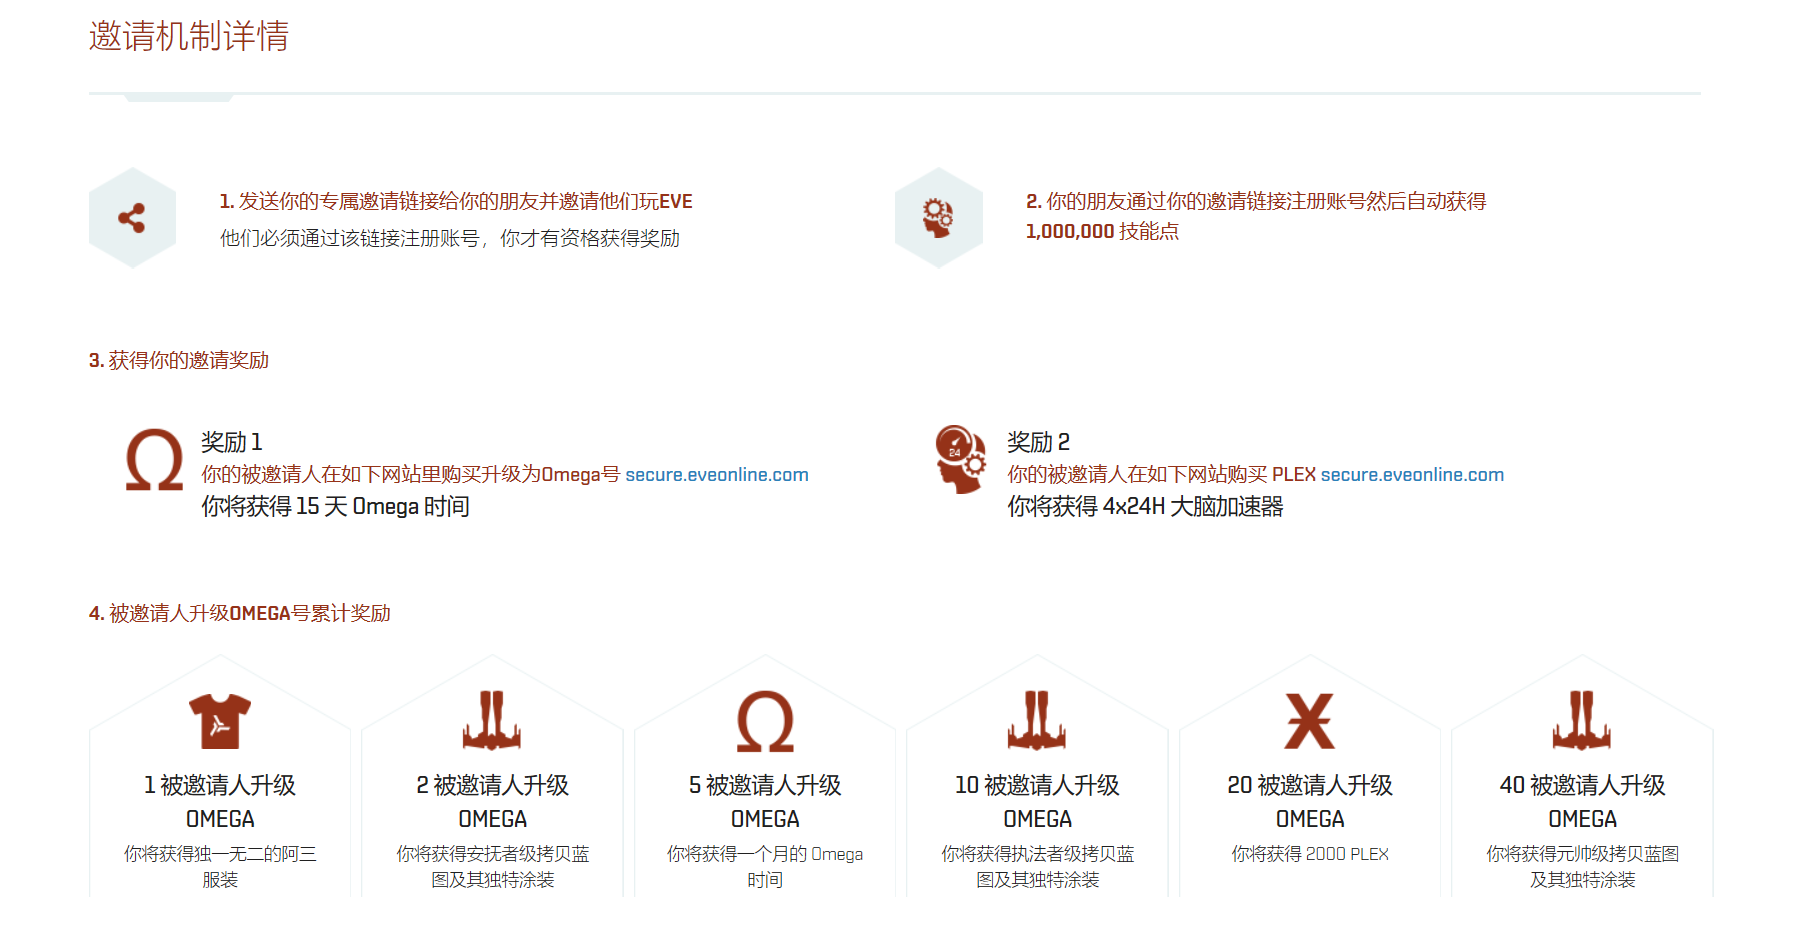 邀请机制详情
1. 发送你的专属邀请链接给你的朋友并邀请他们玩EVE
他们必须通过该链接注册账号，你才有资格获得奖励
2. 你的朋友通过你的邀请链接注册账号然后自动获得
1,000,000 技能点
3. 获得你的邀请奖励
奖励 1
你的被邀请人在如下网站里购买升级为Omega号 secure.eveonline.com
你将获得 15 天 Omega 时间
24
奖励 2
你的被邀请人在如下网站购买 PLEX secure.eveonline.com
你将获得 4x24H 大脑加速器
4. 被邀请人升级OMEGA号累计奖励
1 被邀请人升级
OMEGA
你将获得独一无二的阿三
服装
2 被邀请人升级
OMEGA
你将获得安抚者级拷贝蓝
图及其独特涂装
5 被邀请人升级
OMEGA
你将获得一个月的 Omega
时间
10 被邀请人升级
OMEGA
你将获得执法者级拷贝蓝
图及其独特涂装
20 被邀请人升级
OMEGA
你将获得 2000 PLEX
40 被邀请人升级
OMEGA
你将获得元帅级拷贝蓝图
及其独特涂装